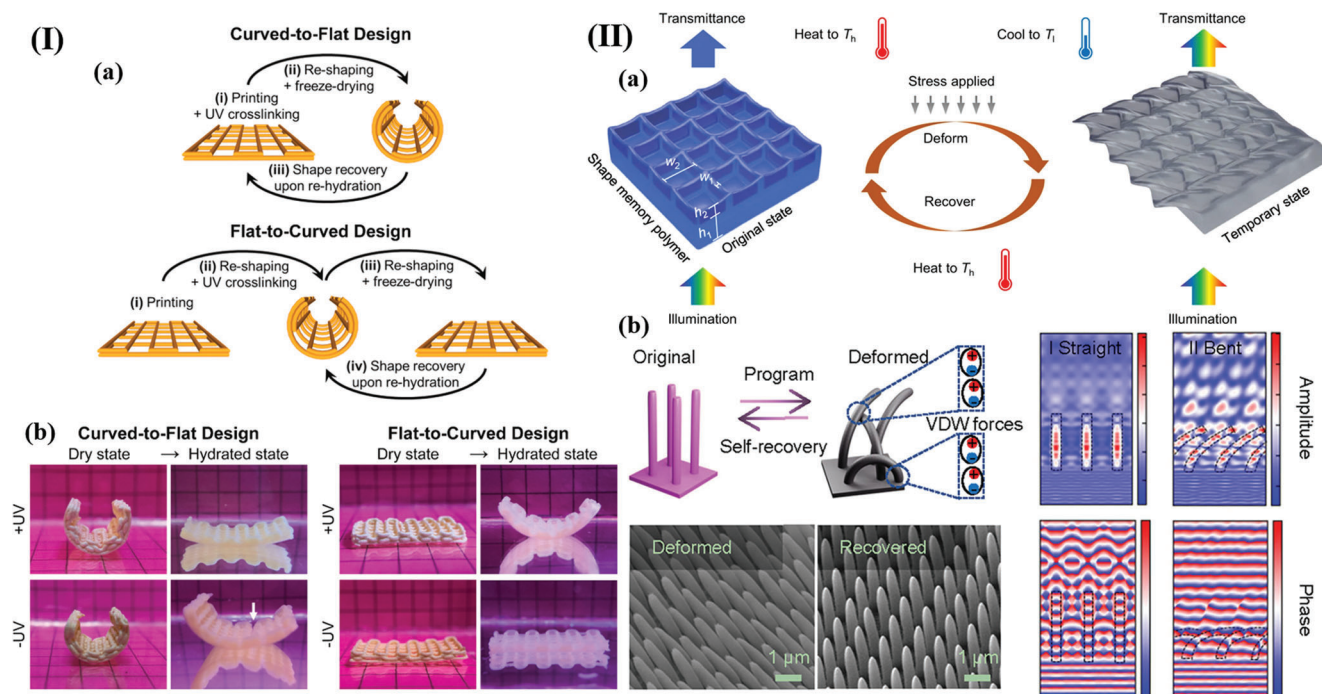 (I)
(a)
Curved-to-Flat Design
(i) Printing
+ UV crosslinking
(ii) Re-shaping
+ freeze-drying
(iii) Shape recovery
upon re-hydration
Flat-to-Curved Design
(i) Printing
(ii) Re-shaping
+ UV crosslinking
(iii) Re-shaping
+ freeze-drying
(iv) Shape recovery
upon re-hydration
(b)
Curved-to-Flat Design
Dry state → Hydrated state
Flat-to-Curved Design
Dry state → Hydrated state
+UV
-UV
+UV
-UV
(II)
(a)
Transmittance
Heat to Th
Cool to Tl
Transmittance
Stress applied
Deform
Recover
Heat to Th
w2
w1
h2
h1
Shape memory polymer
Original state
Temporary state
Illumination
Illumination
(b)
Original
Program
Self-recovery
Deformed
VDW forces
+
-
+
-
+
-
+
-
Deformed
1 μm
Recovered
1 μm
I Straight
II Bent
Amplitude
Phase